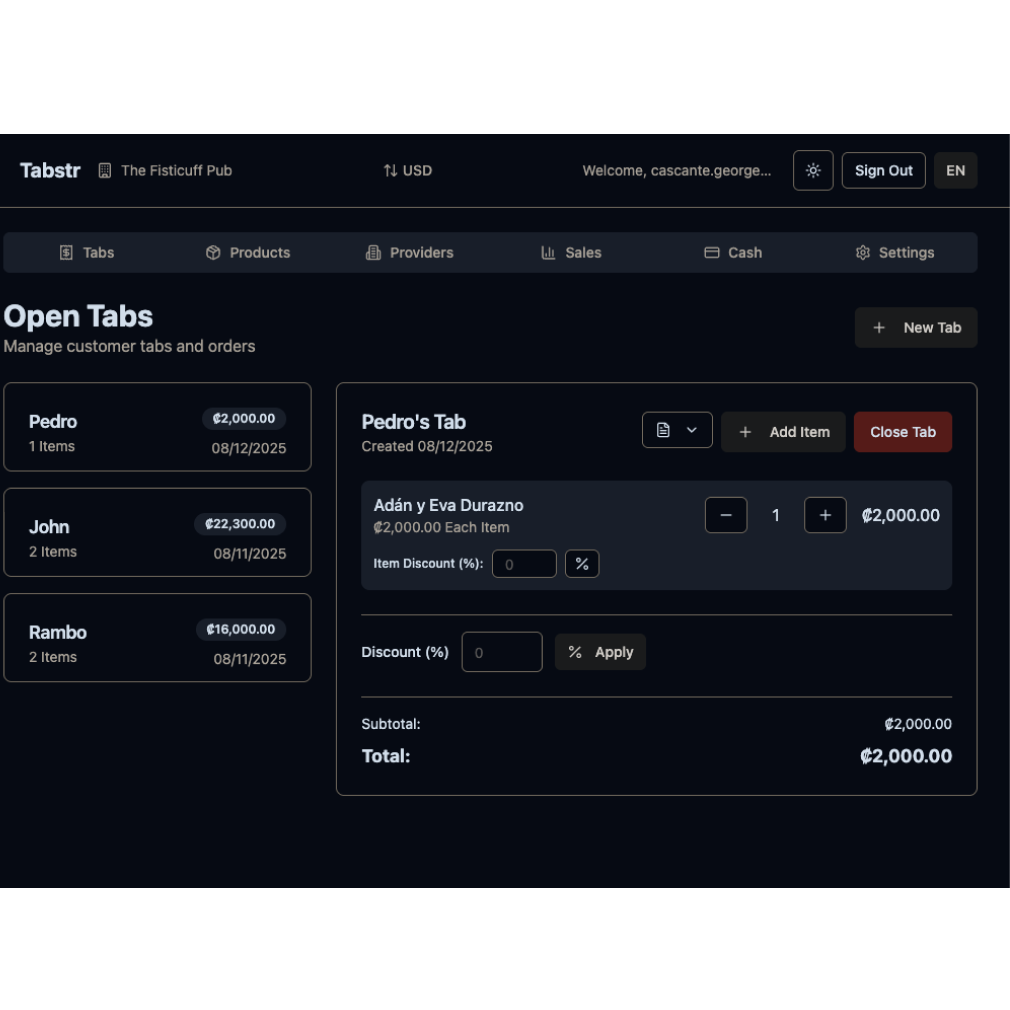 Tabstr The Fisticuff Pub USD Welcome, cascante.george... Sign Out EN
Tabs Products Providers Sales Cash Settings
Open Tabs
Manage customer tabs and orders
+ New Tab
Pedro ₡2,000.00
1 Items 08/12/2025
John ₡22,300.00
2 Items 08/11/2025
Rambo ₡16,000.00
2 Items 08/11/2025
Pedro's Tab
Created 08/12/2025
+ Add Item Close Tab
Adán y Eva Durazno
₡2,000.00 Each Item
− 1 + ₡2,000.00
Item Discount (%): 0 %
Discount (%) 0 % Apply
Subtotal: ₡2,000.00
Total: ₡2,000.00